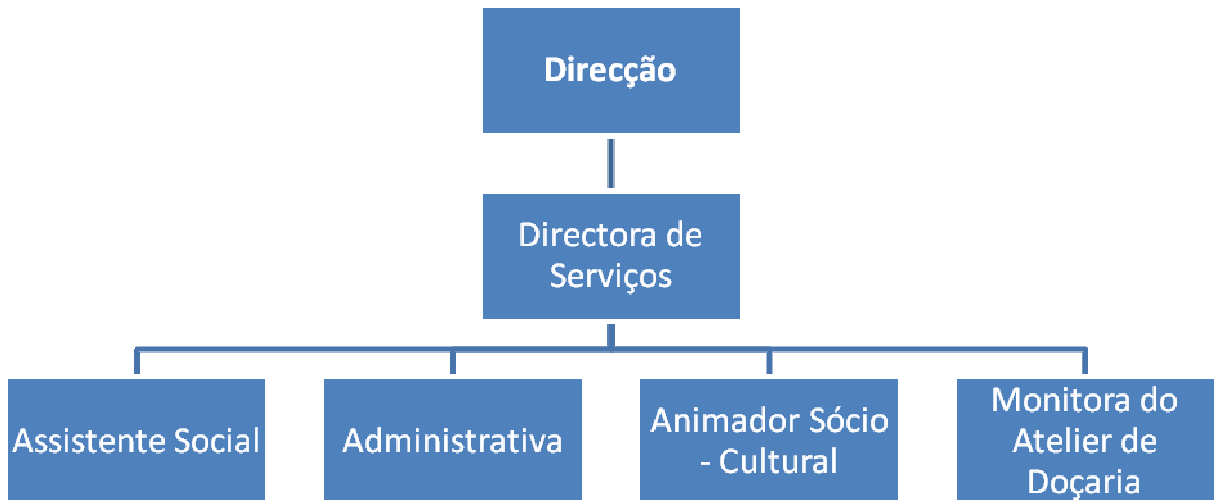 Direcção
Directora de
Serviços
Assistente Social
Administrativa
Animador Sócio
- Cultural
Monitora do
Atelier de
Doçaria